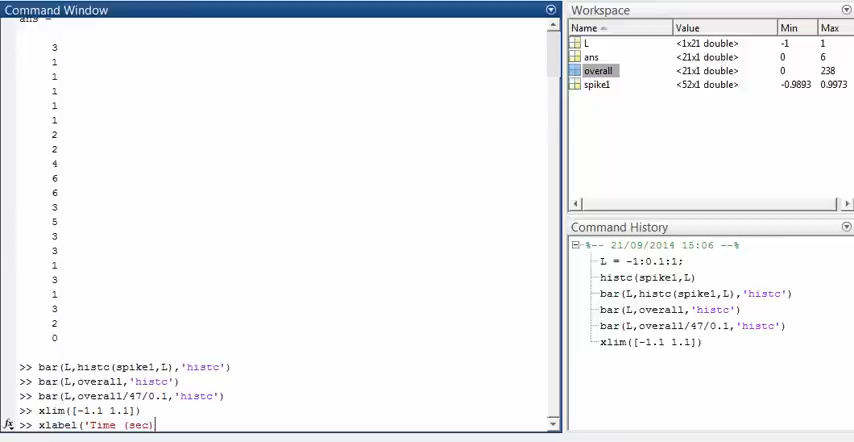 Command Window
ans =
3
1
1
1
1
1
2
2
4
6
6
3
5
3
3
1
3
1
3
2
0
>> bar(L,histc(spike1,L),'histc')
>> bar(L,overall,'histc')
>> bar(L,overall/47/0.1,'histc')
>> xlim([-1.1 1.1])
fx >> xlabel('Time (sec)
Workspace
Name Value Min Max
L <1x21 double> -1 1
ans <21x1 double> 0 6
overall <21x1 double> 0 238
spike1 <52x1 double> -0.9893 0.9973
Command History
%-- 21/09/2014 15:06 --%
L = -1:0.1:1;
histc(spike1,L)
bar(L,histc(spike1,L),'histc')
bar(L,overall,'histc')
bar(L,overall/47/0.1,'histc')
xlim([-1.1 1.1])